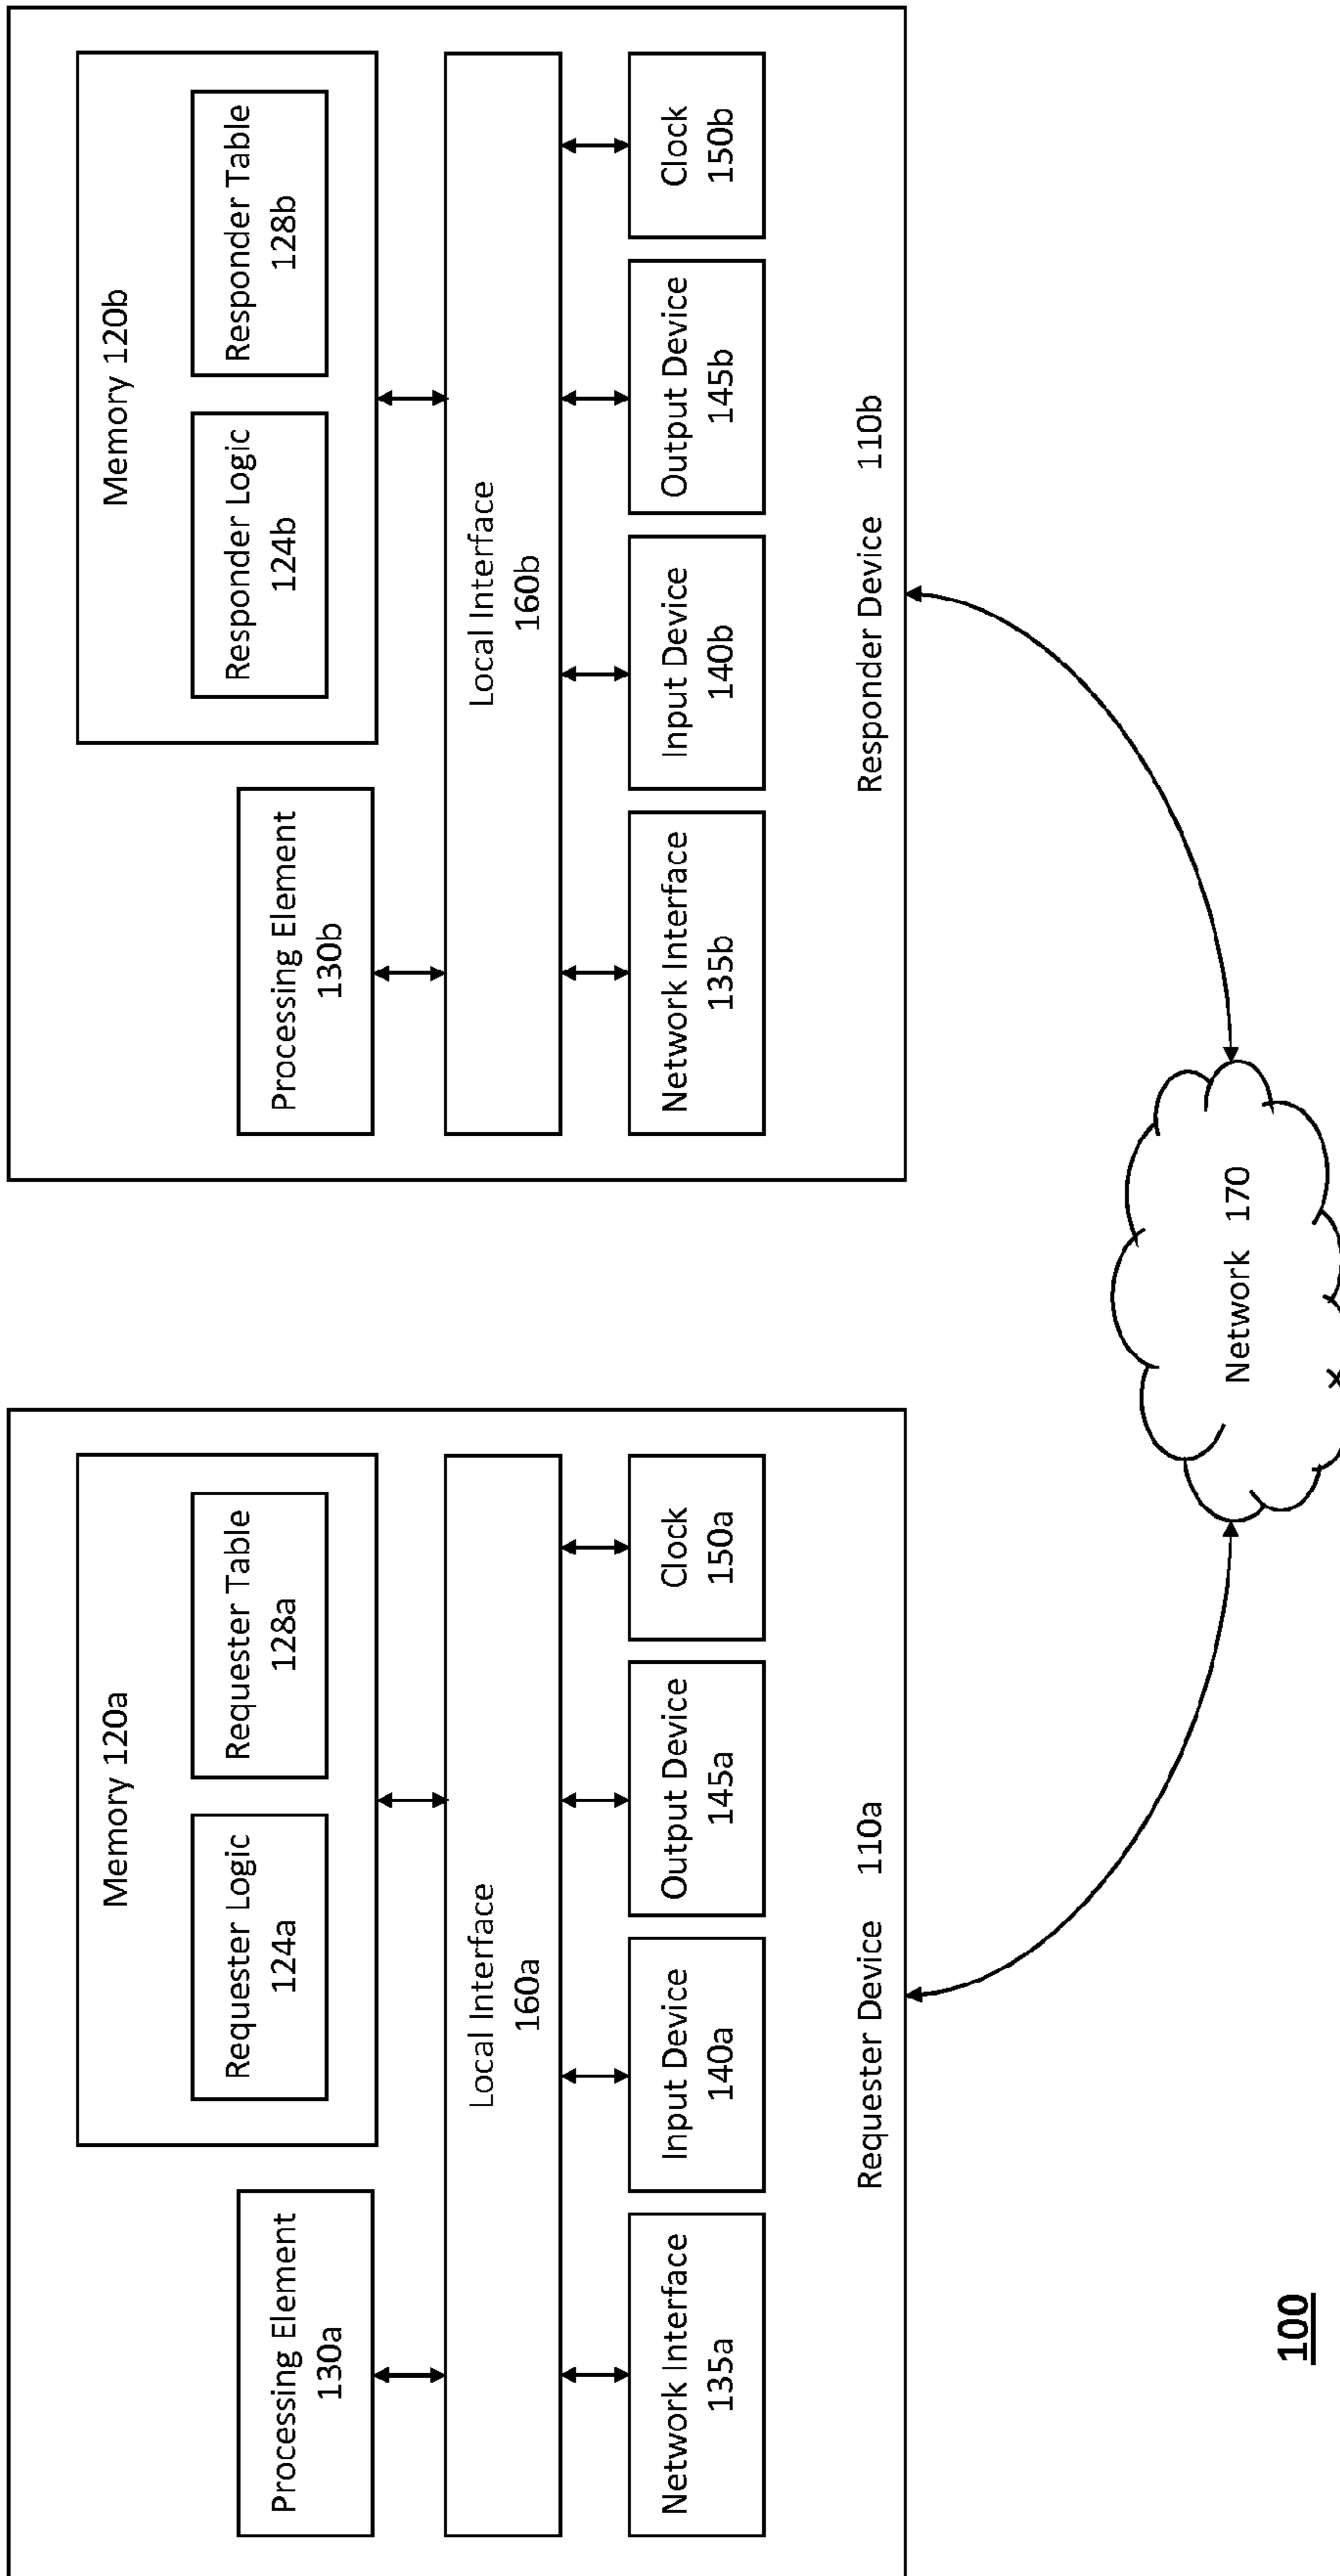 Memory 120a
Requester Logic
124a
Requester Table
128a
Processing Element
130a
Local Interface
160a
Network Interface
135a
Input Device
140a
Output Device
145a
Clock
150a
Requester Device 110a
Memory 120b
Responder Logic
124b
Responder Table
128b
Processing Element
130b
Local Interface
160b
Network Interface
135b
Input Device
140b
Output Device
145b
Clock
150b
Responder Device 110b
Network 170
100